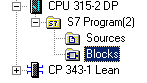 CPU 315-2 DP
S7 Program(2)
Sources
Blocks
CP 343-1 Lean